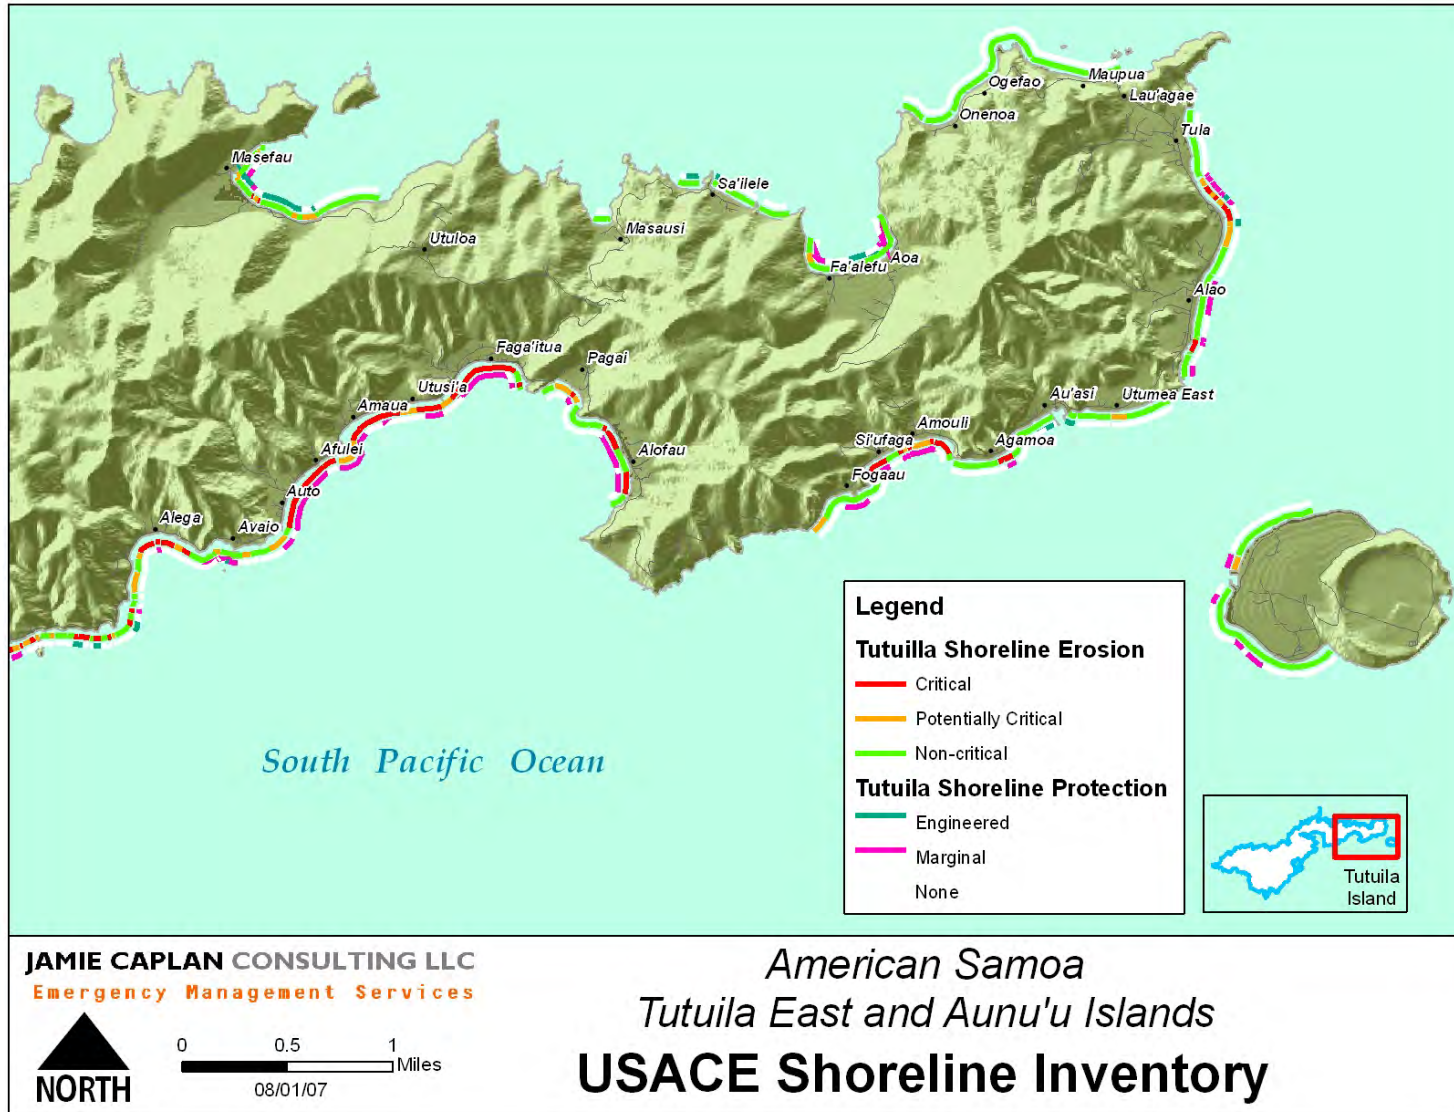 Ogefao
Maupua
Lau'agae
Onenoa
Tula
Masefau
Sa'ilele
Masausi
Utuloa
Fa'alefu
Aoa
Alao
Faga'itua
Pagai
Utusi'a
Amaua
Au'asi
Utumea East
Amouli
Si'ufaga
Agamoa
Afulei
Alofau
Fogaau
Auto
Alega
Avaio
South Pacific Ocean
Legend
Tutuilla Shoreline Erosion
Critical
Potentially Critical
Non-critical
Tutuila Shoreline Protection
Engineered
Marginal
None
Tutuila
Island
JAMIE CAPLAN CONSULTING LLC
Emergency Management Services
NORTH
0 0.5 1
Miles
08/01/07
American Samoa
Tutuila East and Aunu'u Islands
USACE Shoreline Inventory